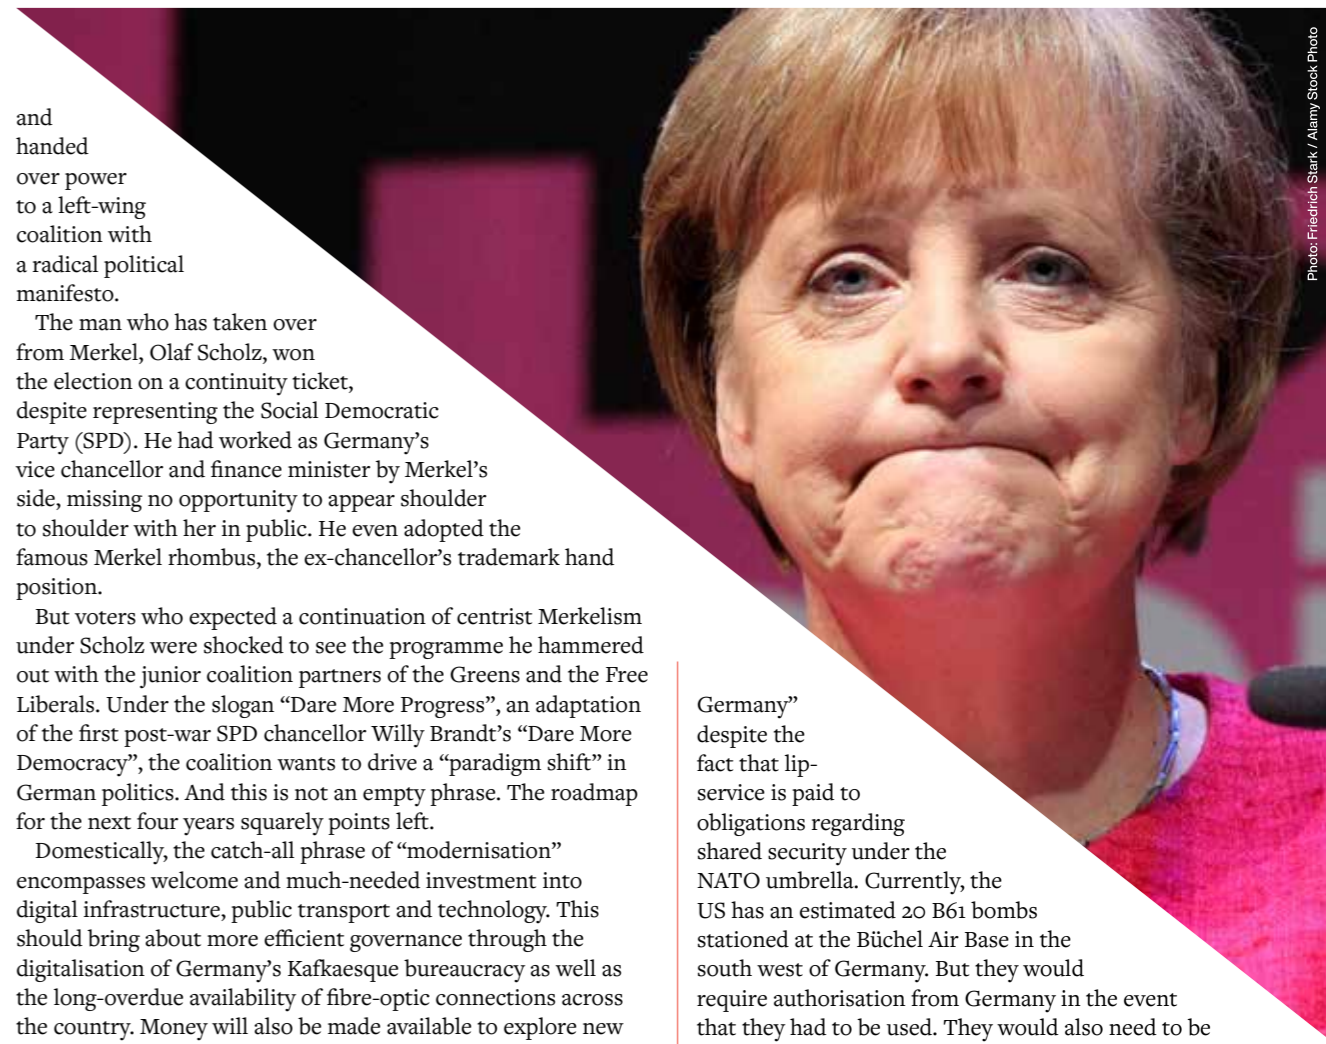 and
handed
over power
to a left-wing
coalition with
a radical political
manifesto.
The man who has taken over
from Merkel, Olaf Scholz, won
the election on a continuity ticket,
despite representing the Social Democratic
Party (SPD). He had worked as Germany’s
vice chancellor and finance minister by Merkel’s
side, missing no opportunity to appear shoulder
to shoulder with her in public. He even adopted the
famous Merkel rhombus, the ex-chancellor’s trademark hand
position.
But voters who expected a continuation of centrist Merkelism
under Scholz were shocked to see the programme he hammered
out with the junior coalition partners of the Greens and the Free
Liberals. Under the slogan “Dare More Progress”, an adaptation
of the first post-war SPD chancellor Willy Brandt’s “Dare More
Democracy”, the coalition wants to drive a “paradigm shift” in
German politics. And this is not an empty phrase. The roadmap
for the next four years squarely points left.
Domestically, the catch-all phrase of “modernisation”
encompasses welcome and much-needed investment into
digital infrastructure, public transport and technology. This
should bring about more efficient governance through the
digitalisation of Germany’s Kafkaesque bureaucracy as well as
the long-overdue availability of fibre-optic connections across
the country. Money will also be made available to explore new
Germany”
despite the
fact that lip-
service is paid to
obligations regarding
shared security under the
NATO umbrella. Currently, the
US has an estimated 20 B61 bombs
stationed at the Büchel Air Base in the
south west of Germany. But they would
require authorisation from Germany in the event
that they had to be used. They would also need to be
Photo: Friedrich Stark / Alamy Stock Photo